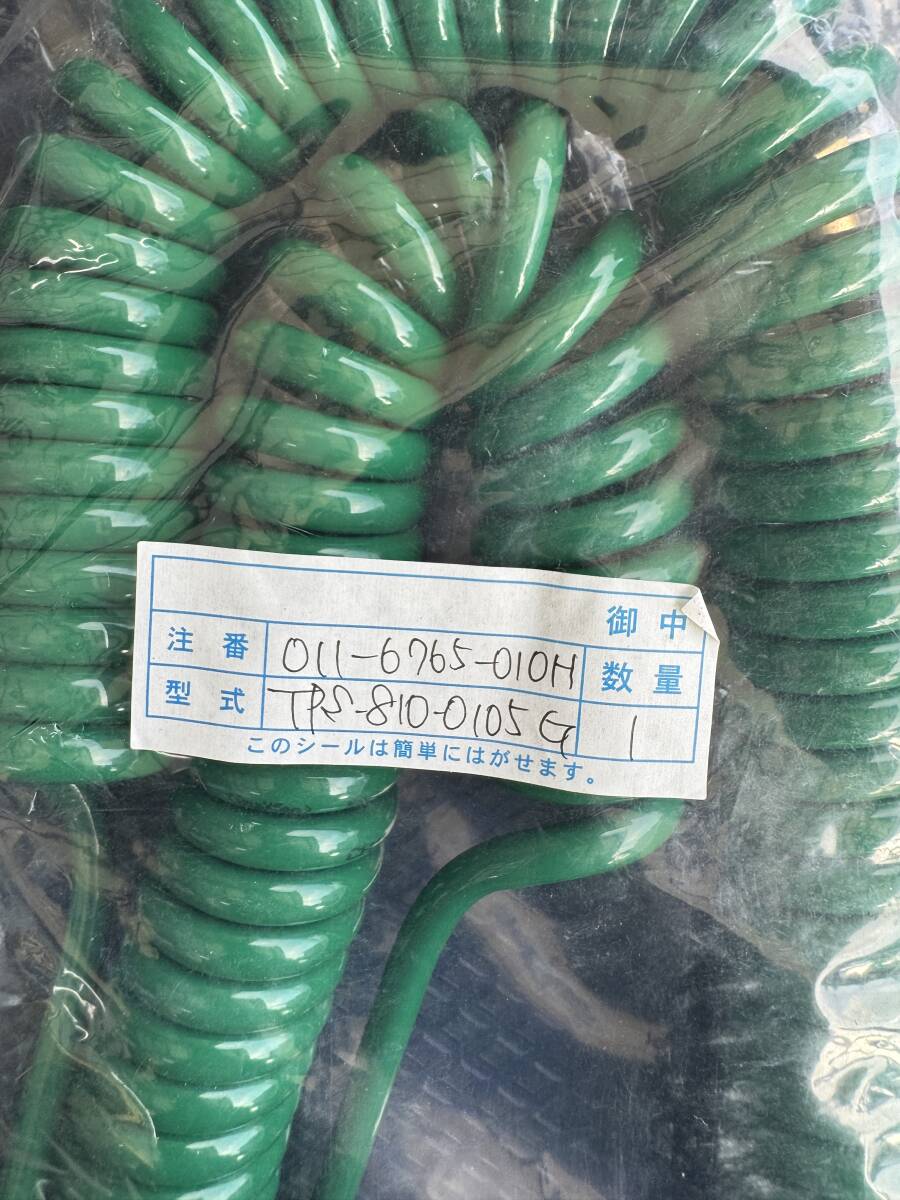 御中
注番 011-6765-010H 数量
型式 TPS-810-0105G 1
このシールは簡単にはがせます。